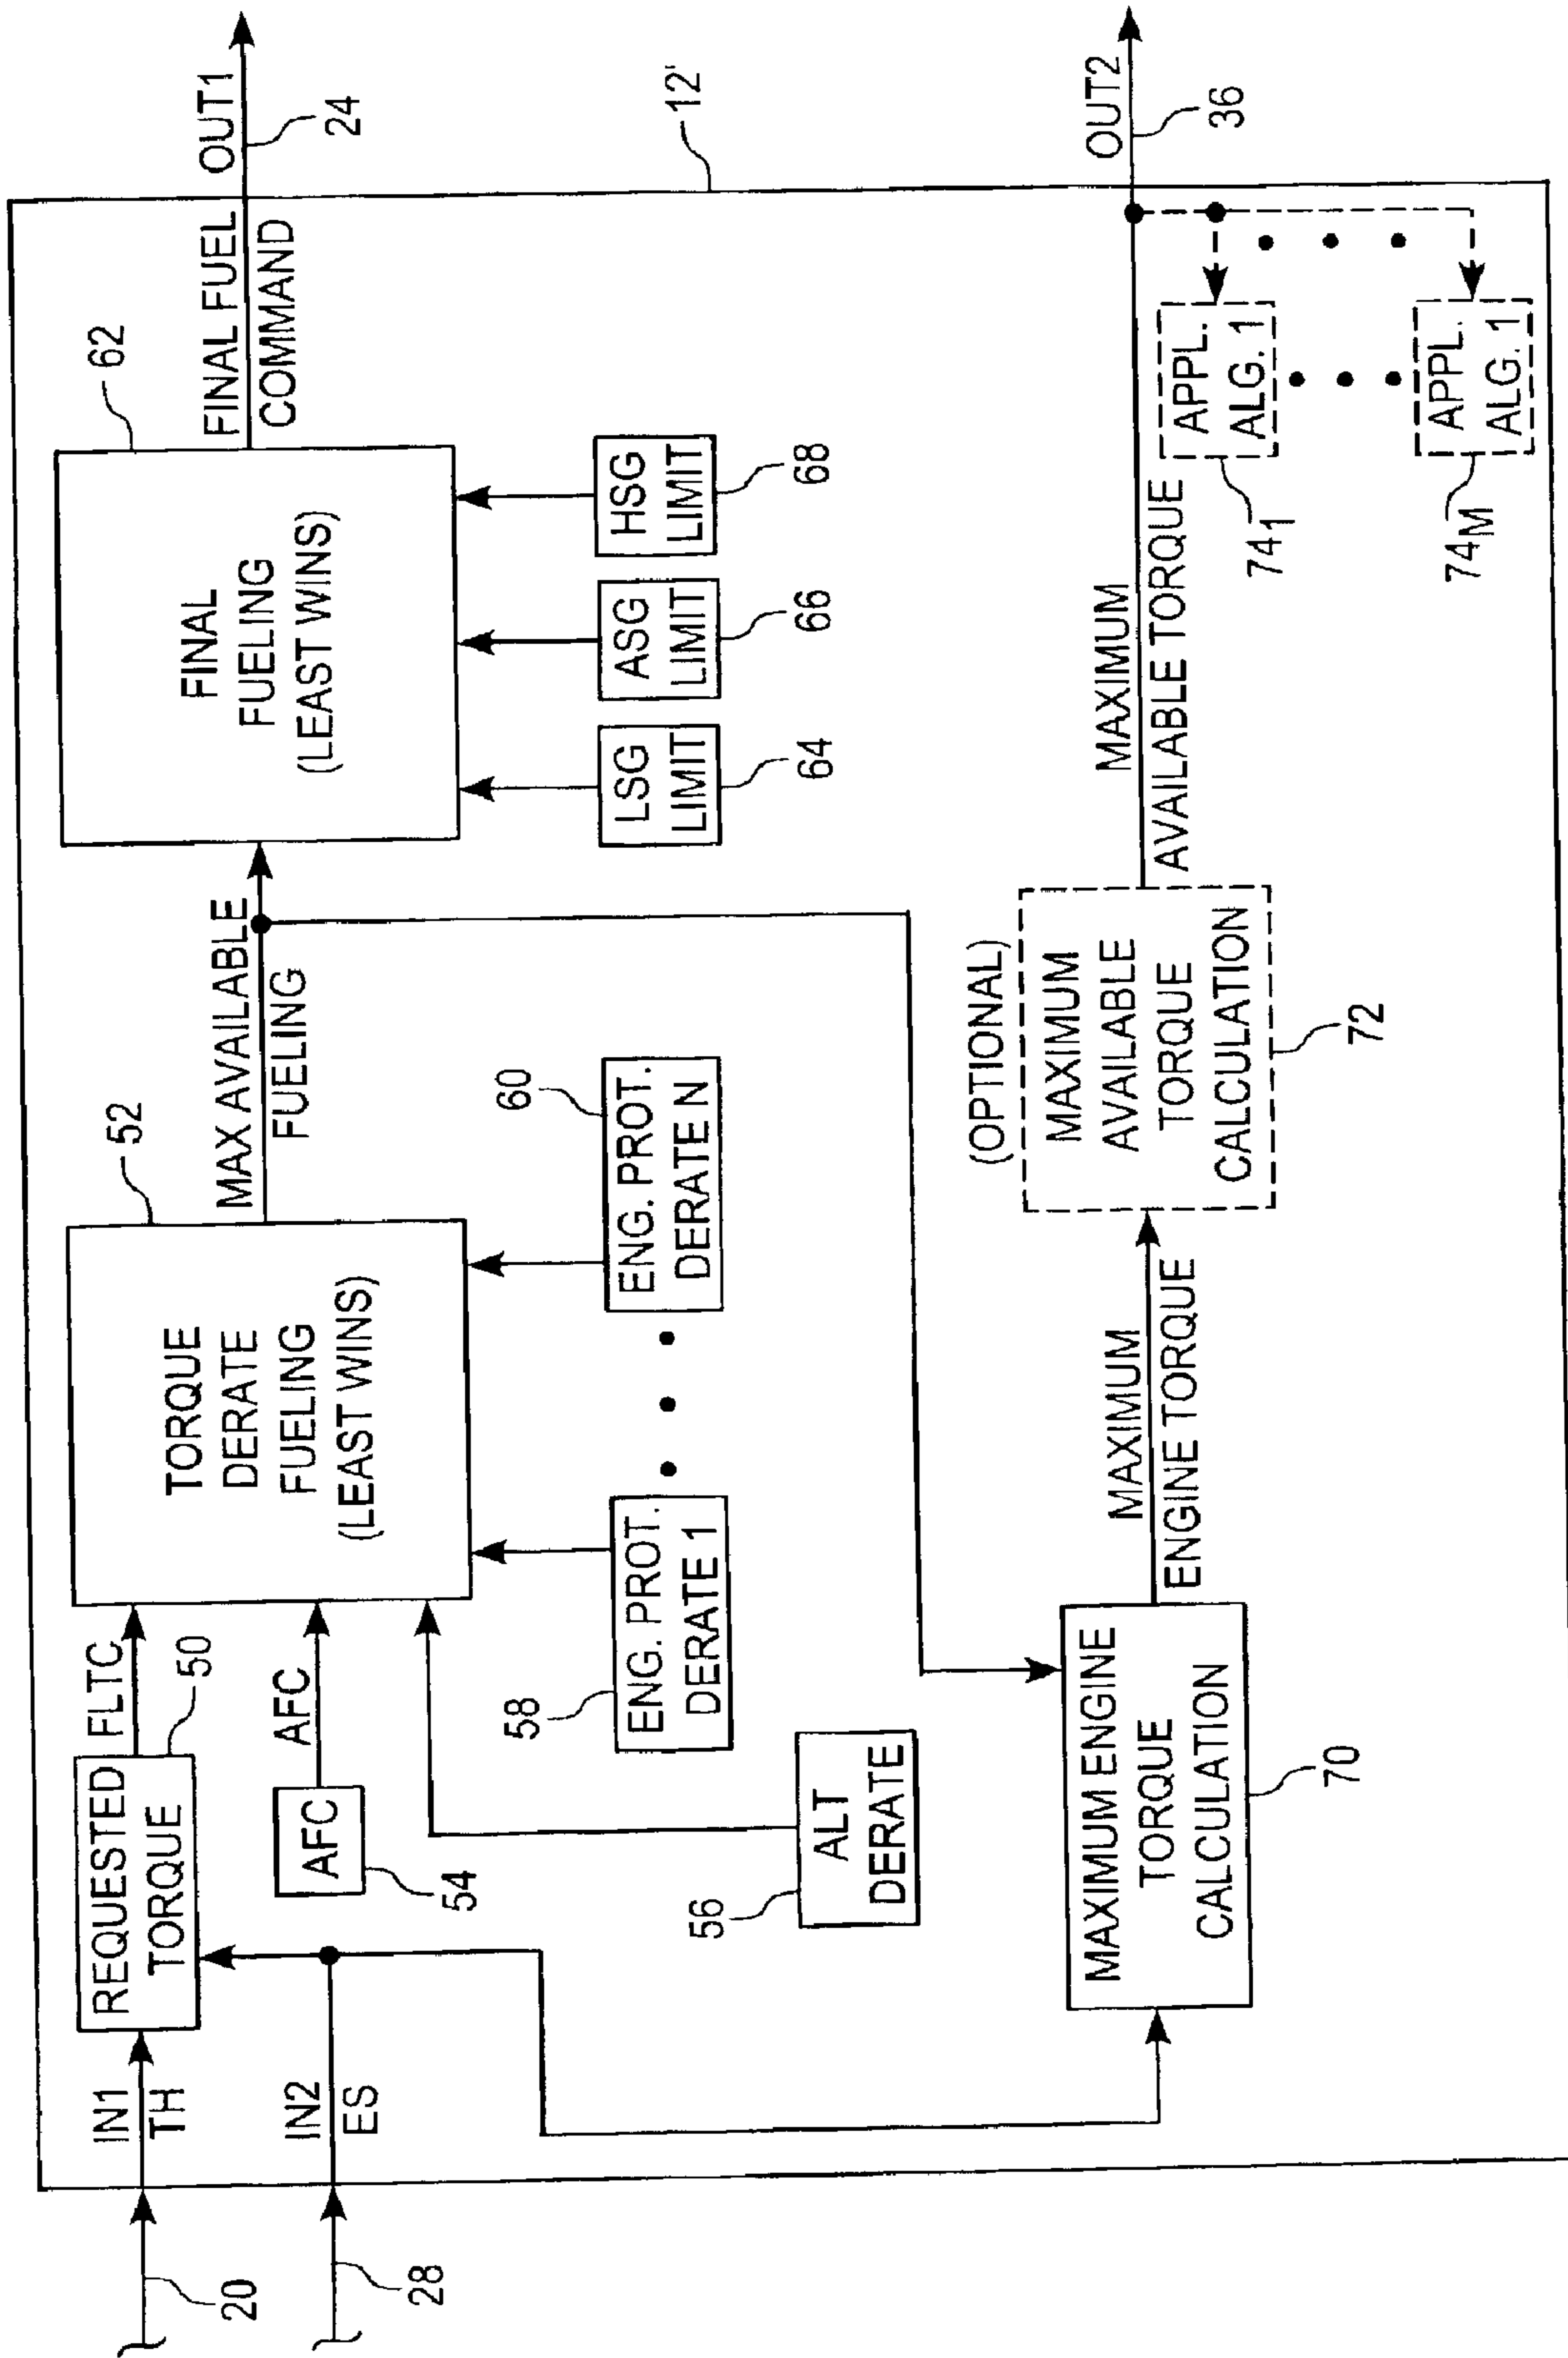 IN1
TH
20
IN2
ES
28
REQUESTED
TORQUE
50
FLTC
AFC
54
AFC
ALT
DERATE
56
TORQUE
DERATE
FUELING
(LEAST WINS)
52
ENG. PROT.
DERATE 1
58
ENG. PROT.
DERATE N
60
MAX AVAILABLE
FUELING
FINAL
FUELING
(LEAST WINS)
62
LSG
LIMIT
64
ASG
LIMIT
66
HSG
LIMIT
68
FINAL FUEL
COMMAND
OUT1
24
12'
MAXIMUM ENGINE
TORQUE
CALCULATION
70
MAXIMUM
ENGINE TORQUE
(OPTIONAL)
MAXIMUM
AVAILABLE
TORQUE
CALCULATION
72
MAXIMUM
AVAILABLE TORQUE
OUT2
36
APPL.
ALG. 1
741
APPL.
ALG. 1
74M